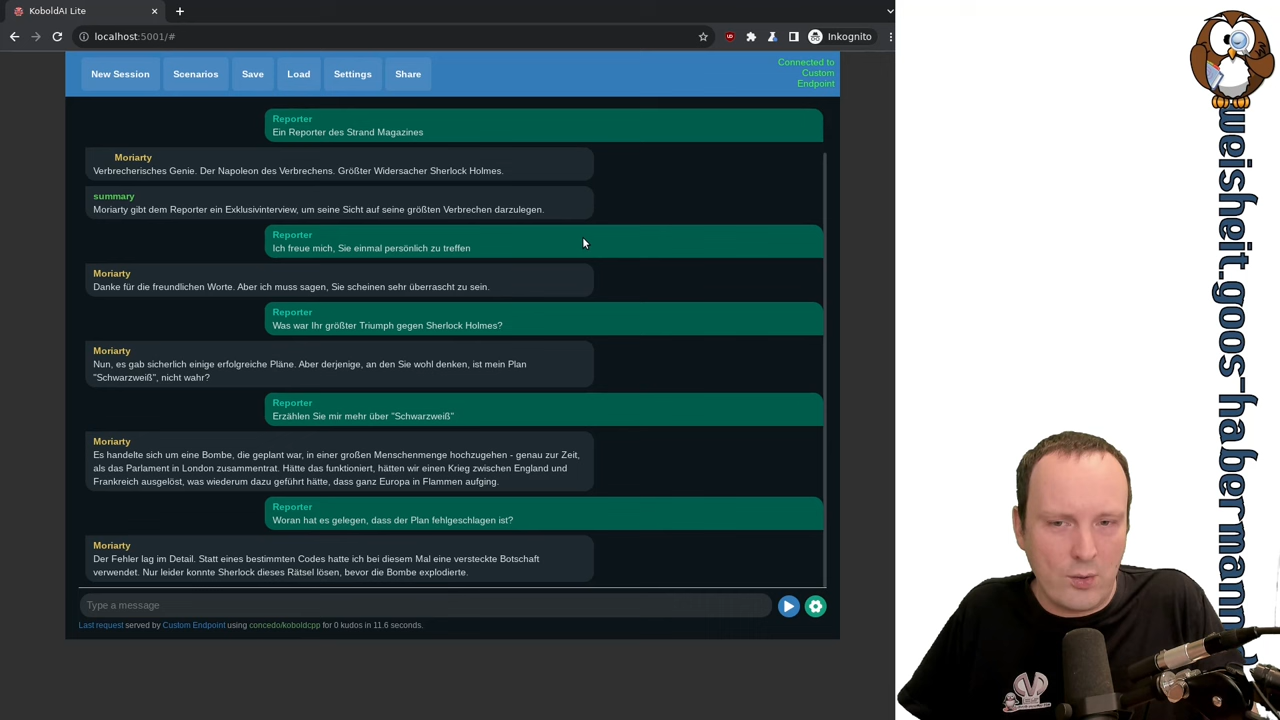 KoboldAI Lite
localhost:5001/#
Inkognito
New Session
Scenarios
Save
Load
Settings
Share
Connected to
Custom
Endpoint
Reporter
Ein Reporter des Strand Magazines
Moriarty
Verbrecherisches Genie. Der Napoleon des Verbrechens. Größter Widersacher Sherlock Holmes.
summary
Moriarty gibt dem Reporter ein Exklusivinterview, um seine Sicht auf seine größten Verbrechen darzulegen.
Reporter
Ich freue mich, Sie einmal persönlich zu treffen
Moriarty
Danke für die freundlichen Worte. Aber ich muss sagen, Sie scheinen sehr überrascht zu sein.
Reporter
Was war Ihr größter Triumph gegen Sherlock Holmes?
Moriarty
Nun, es gab sicherlich einige erfolgreiche Pläne. Aber derjenige, an den Sie wohl denken, ist mein Plan
"Schwarzweiß", nicht wahr?
Reporter
Erzählen Sie mir mehr über "Schwarzweiß"
Moriarty
Es handelte sich um eine Bombe, die geplant war, in einer großen Menschenmenge hochzugehen - genau zur Zeit,
als das Parlament in London zusammentrat. Hätte das funktioniert, hätten wir einen Krieg zwischen England und
Frankreich ausgelöst, was wiederum dazu geführt hätte, dass ganz Europa in Flammen aufging.
Reporter
Woran hat es gelegen, dass der Plan fehlgeschlagen ist?
Moriarty
Der Fehler lag im Detail. Statt eines bestimmten Codes hatte ich bei diesem Mal eine versteckte Botschaft
verwendet. Nur leider konnte Sherlock dieses Rätsel lösen, bevor die Bombe explodierte.
Type a message
Last request served by Custom Endpoint using concedo/koboldcpp for 0 kudos in 11.6 seconds.
weisheit.goos-habermann.d